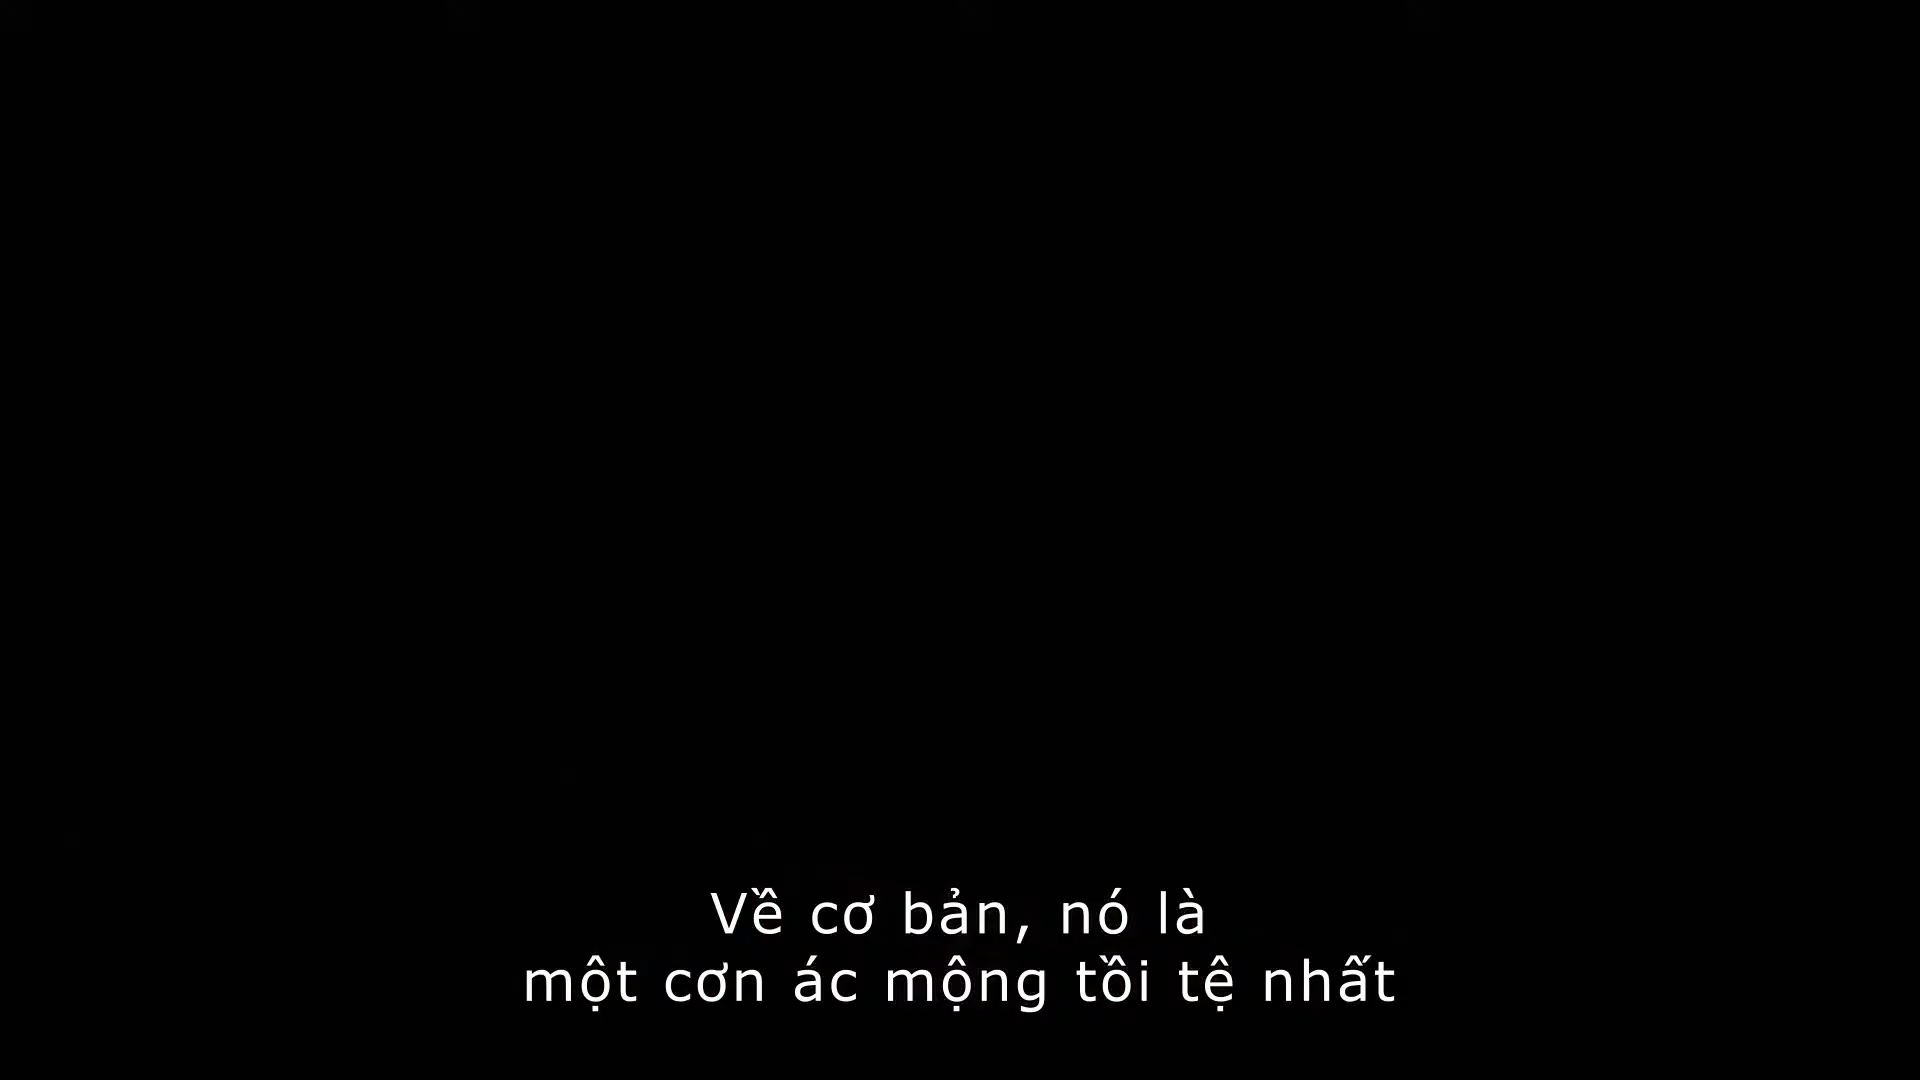 Về cơ bản, nó là
một cơn ác mộng tồi tệ nhất